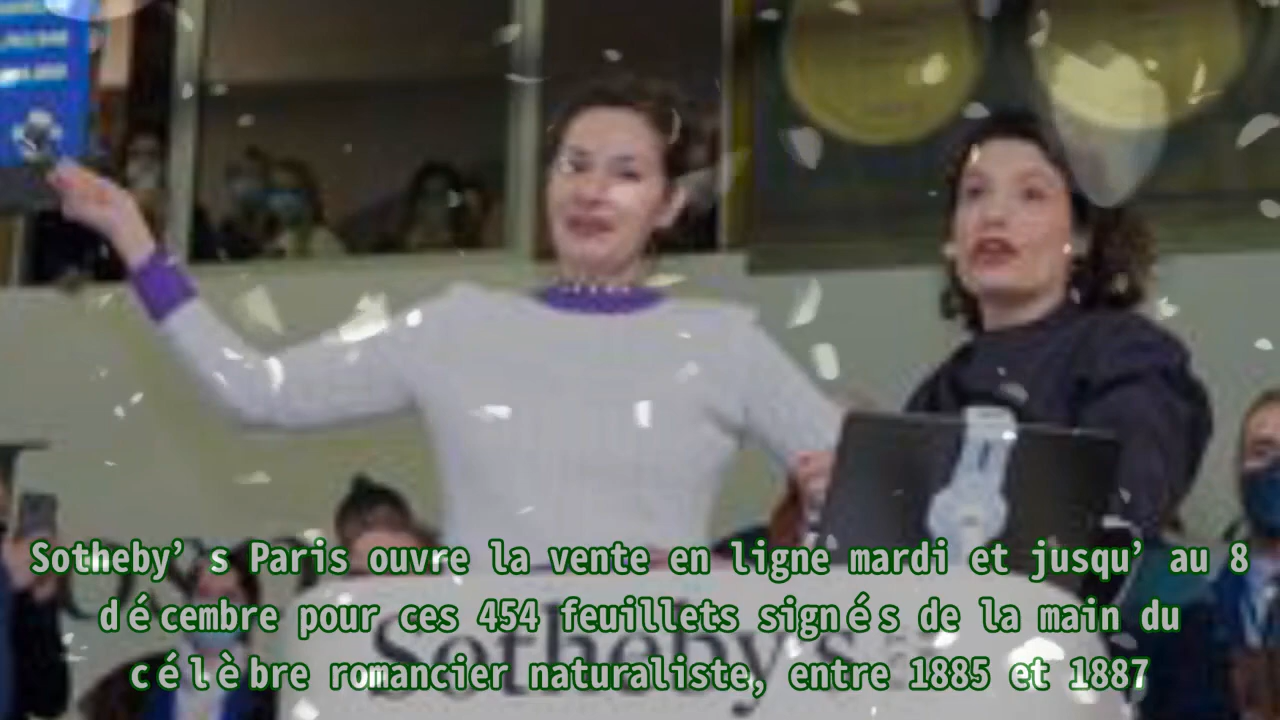 Sotheby’ s Paris ouvre la vente en ligne mardi et jusqu’ au 8
décembre pour ces 454 feuillets signés de la main du
célèbre romancier naturaliste, entre 1885 et 1887
Sotheby's